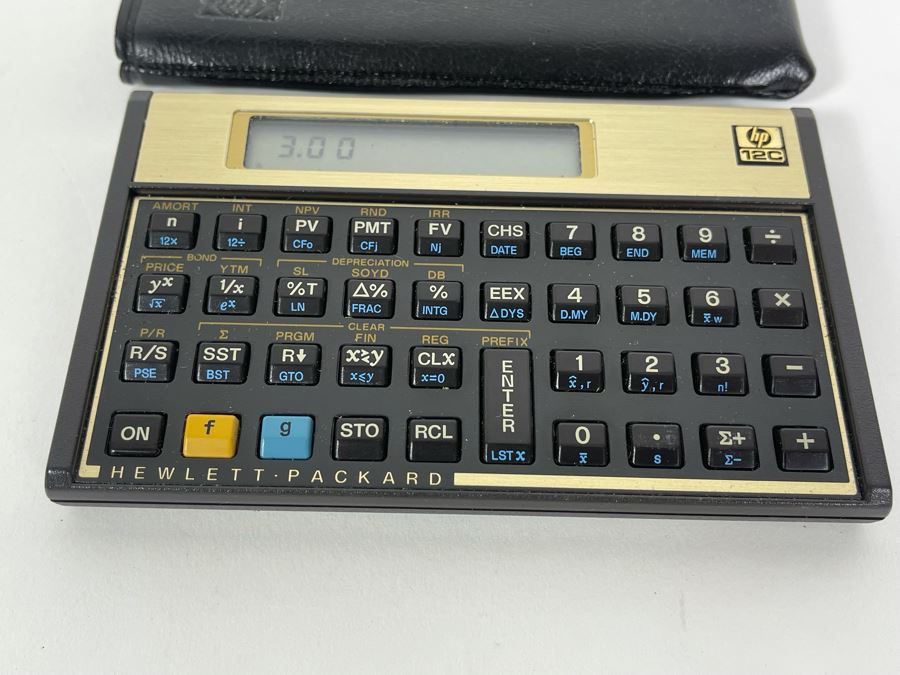 3.00
hp
12C
AMORT INT NPV RND IRR
n i PV PMT FV CHS 7 8 9 ÷
12× 12÷ CFo CFj Nj DATE BEG END MEM
BOND DEPRECIATION
PRICE YTM SL SOYD DB
yˣ 1/x %T Δ% % EEX 4 5 6 ×
√x eˣ LN FRAC INTG ΔDYS D.MY M.DY x̄w
CLEAR
P/R Σ PRGM FIN REG PREFIX
R/S SST R↓ x≷y CLx ENTER 1 2 3 −
PSE BST GTO x≤y x=0 x̂,r ŷ,r n!
ON f g STO RCL 0 · Σ+ +
LST x x̄ s Σ−
HEWLETT·PACKARD